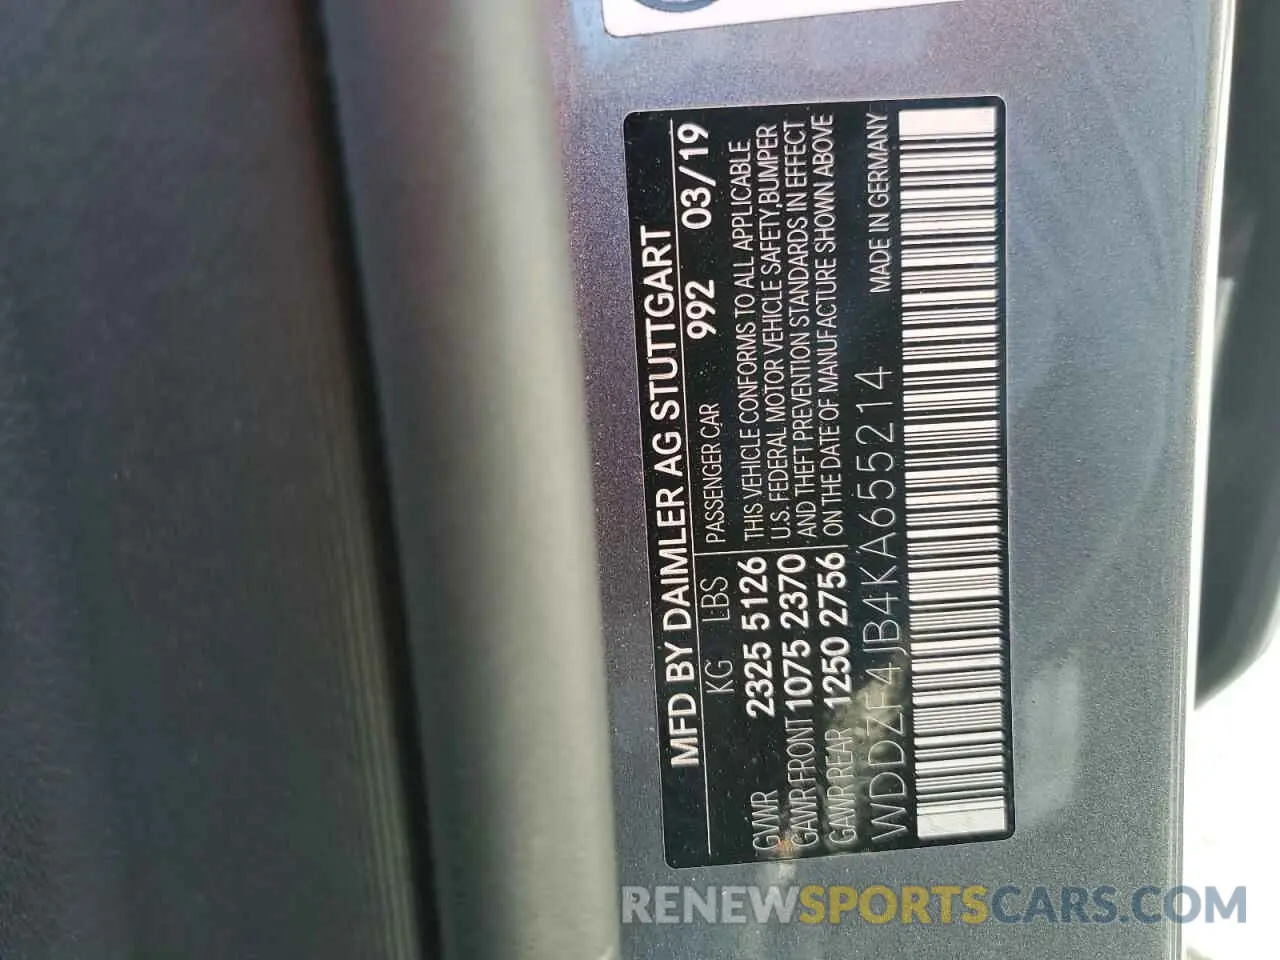 MFD BY DAIMLER AG STUTTGART
KG LBS PASSENGER CAR 992 03/19
GVWR 2325 5126 THIS VEHICLE CONFORMS TO ALL APPLICABLE
GAWR FRONT 1075 2370 U.S. FEDERAL MOTOR VEHICLE SAFETY,BUMPER
GAWR REAR 1250 2756 AND THEFT PREVENTION STANDARDS IN EFFECT
ON THE DATE OF MANUFACTURE SHOWN ABOVE
WDDZF4JB4KA655214 MADE IN GERMANY
RENEWSPORTSCARS.COM